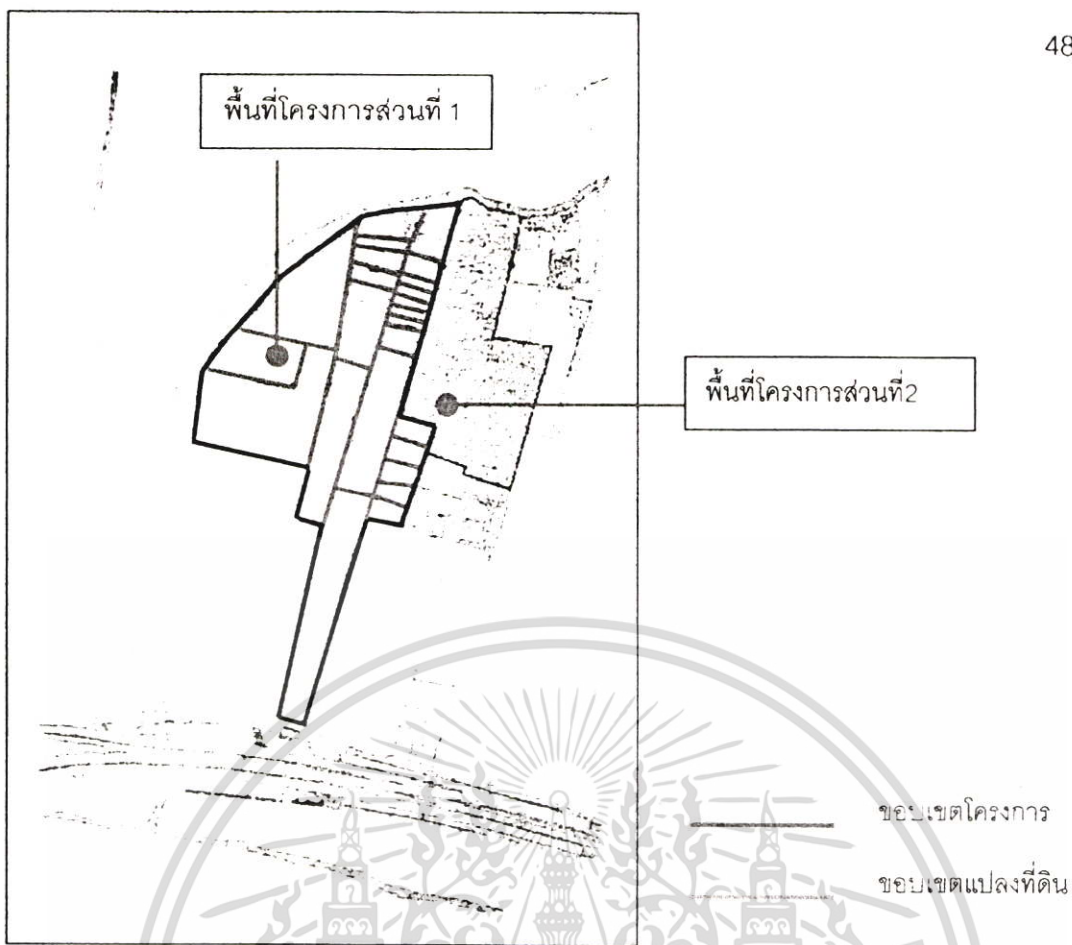 48
พื้นที่โครงการส่วนที่ 1
พื้นที่โครงการส่วนที่2
ขอบเขตโครงการ
ขอบเขตแปลงที่ดิน